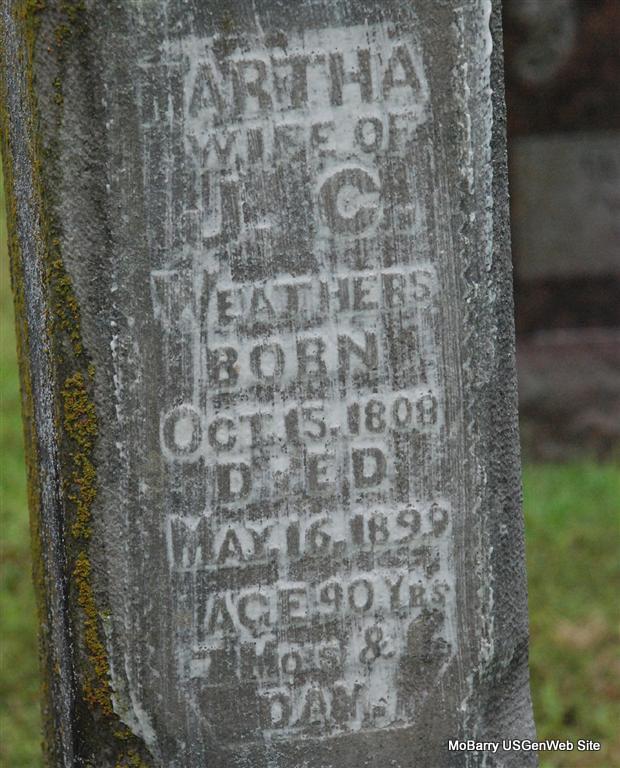 MARTHA
WIFE OF
J. C.
WEATHERS
BORN
OCT. 15. 1808
DIED
MAY. 16. 1899
AGE 90 YRS
MOS &
DAY.
MoBarry USGenWeb Site